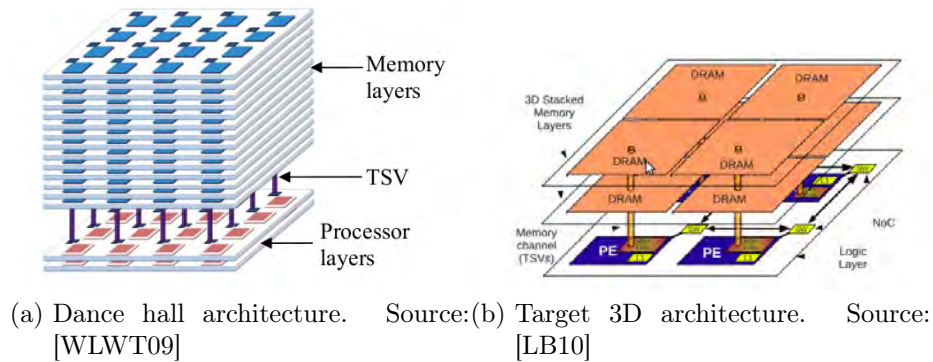 Memory
layers
TSV
Processor
layers
DRAM
DRAM
3D Stacked
Memory
Layers
DRAM
DRAM
DRAM
DRAM
NoC
Memory
channel
(TSVs)
PE
PE
Logic
Layer
(a) Dance hall architecture. Source:
[WLWT09]
(b) Target 3D architecture. Source:
[LB10]